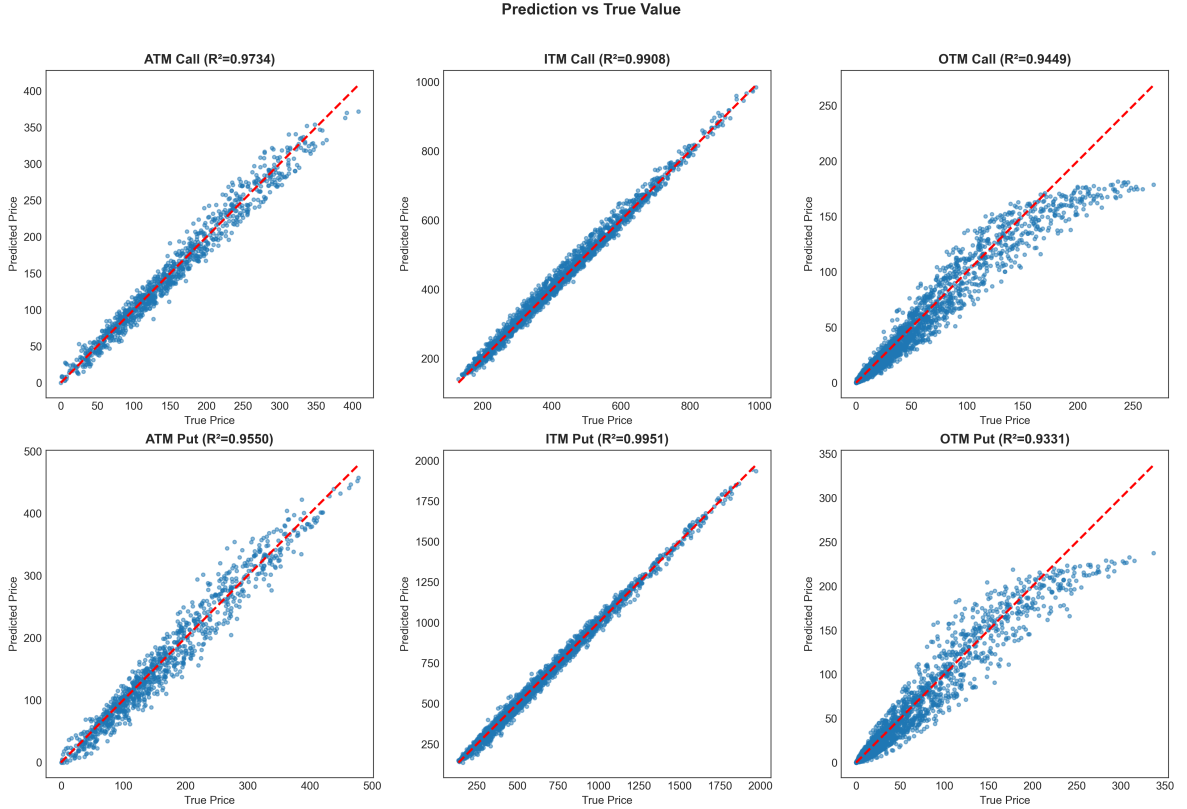 Prediction vs True Value
ATM Call (R²=0.9734)
400
350
300
250
200
150
100
50
0
Predicted Price
0 50 100 150 200 250 300 350 400
True Price
ITM Call (R²=0.9908)
1000
800
600
400
200
Predicted Price
200 400 600 800 1000
True Price
OTM Call (R²=0.9449)
250
200
150
100
50
0
Predicted Price
0 50 100 150 200 250
True Price
ATM Put (R²=0.9550)
500
400
300
200
100
0
Predicted Price
0 100 200 300 400 500
True Price
ITM Put (R²=0.9951)
2000
1750
1500
1250
1000
750
500
250
Predicted Price
250 500 750 1000 1250 1500 1750 2000
True Price
OTM Put (R²=0.9331)
350
300
250
200
150
100
50
0
Predicted Price
0 50 100 150 200 250 300 350
True Price